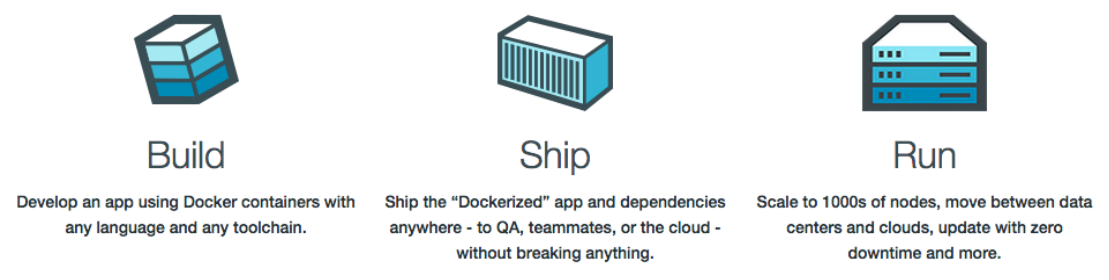 Build
Develop an app using Docker containers with
any language and any toolchain.
Ship
Ship the “Dockerized” app and dependencies
anywhere - to QA, teammates, or the cloud -
without breaking anything.
Run
Scale to 1000s of nodes, move between data
centers and clouds, update with zero
downtime and more.